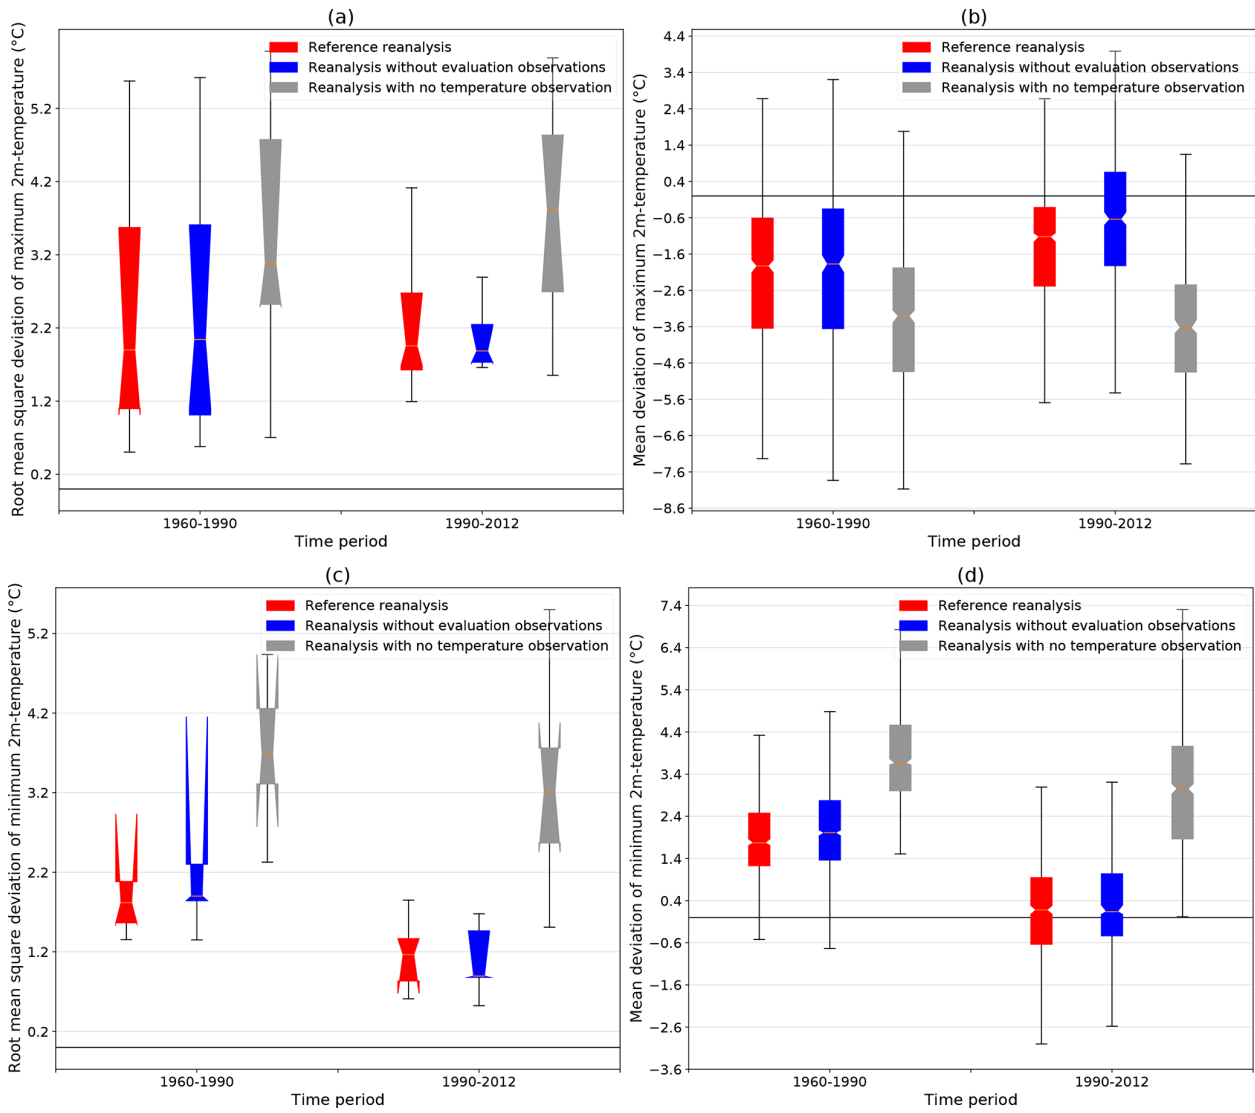 (a)
Root mean square deviation of maximum 2m-temperature (°C)
5.2
4.2
3.2
2.2
1.2
0.2
Reference reanalysis
Reanalysis without evaluation observations
Reanalysis with no temperature observation
1960-1990
1990-2012
Time period
(b)
Mean deviation of maximum 2m-temperature (°C)
4.4
3.4
2.4
1.4
0.4
−0.6
−1.6
−2.6
−3.6
−4.6
−5.6
−6.6
−7.6
−8.6
Reference reanalysis
Reanalysis without evaluation observations
Reanalysis with no temperature observation
1960-1990
1990-2012
Time period
(c)
Root mean square deviation of minimum 2m-temperature (°C)
5.2
4.2
3.2
2.2
1.2
0.2
Reference reanalysis
Reanalysis without evaluation observations
Reanalysis with no temperature observation
1960-1990
1990-2012
Time period
(d)
Mean deviation of minimum 2m-temperature (°C)
7.4
6.4
5.4
4.4
3.4
2.4
1.4
0.4
−0.6
−1.6
−2.6
−3.6
Reference reanalysis
Reanalysis without evaluation observations
Reanalysis with no temperature observation
1960-1990
1990-2012
Time period